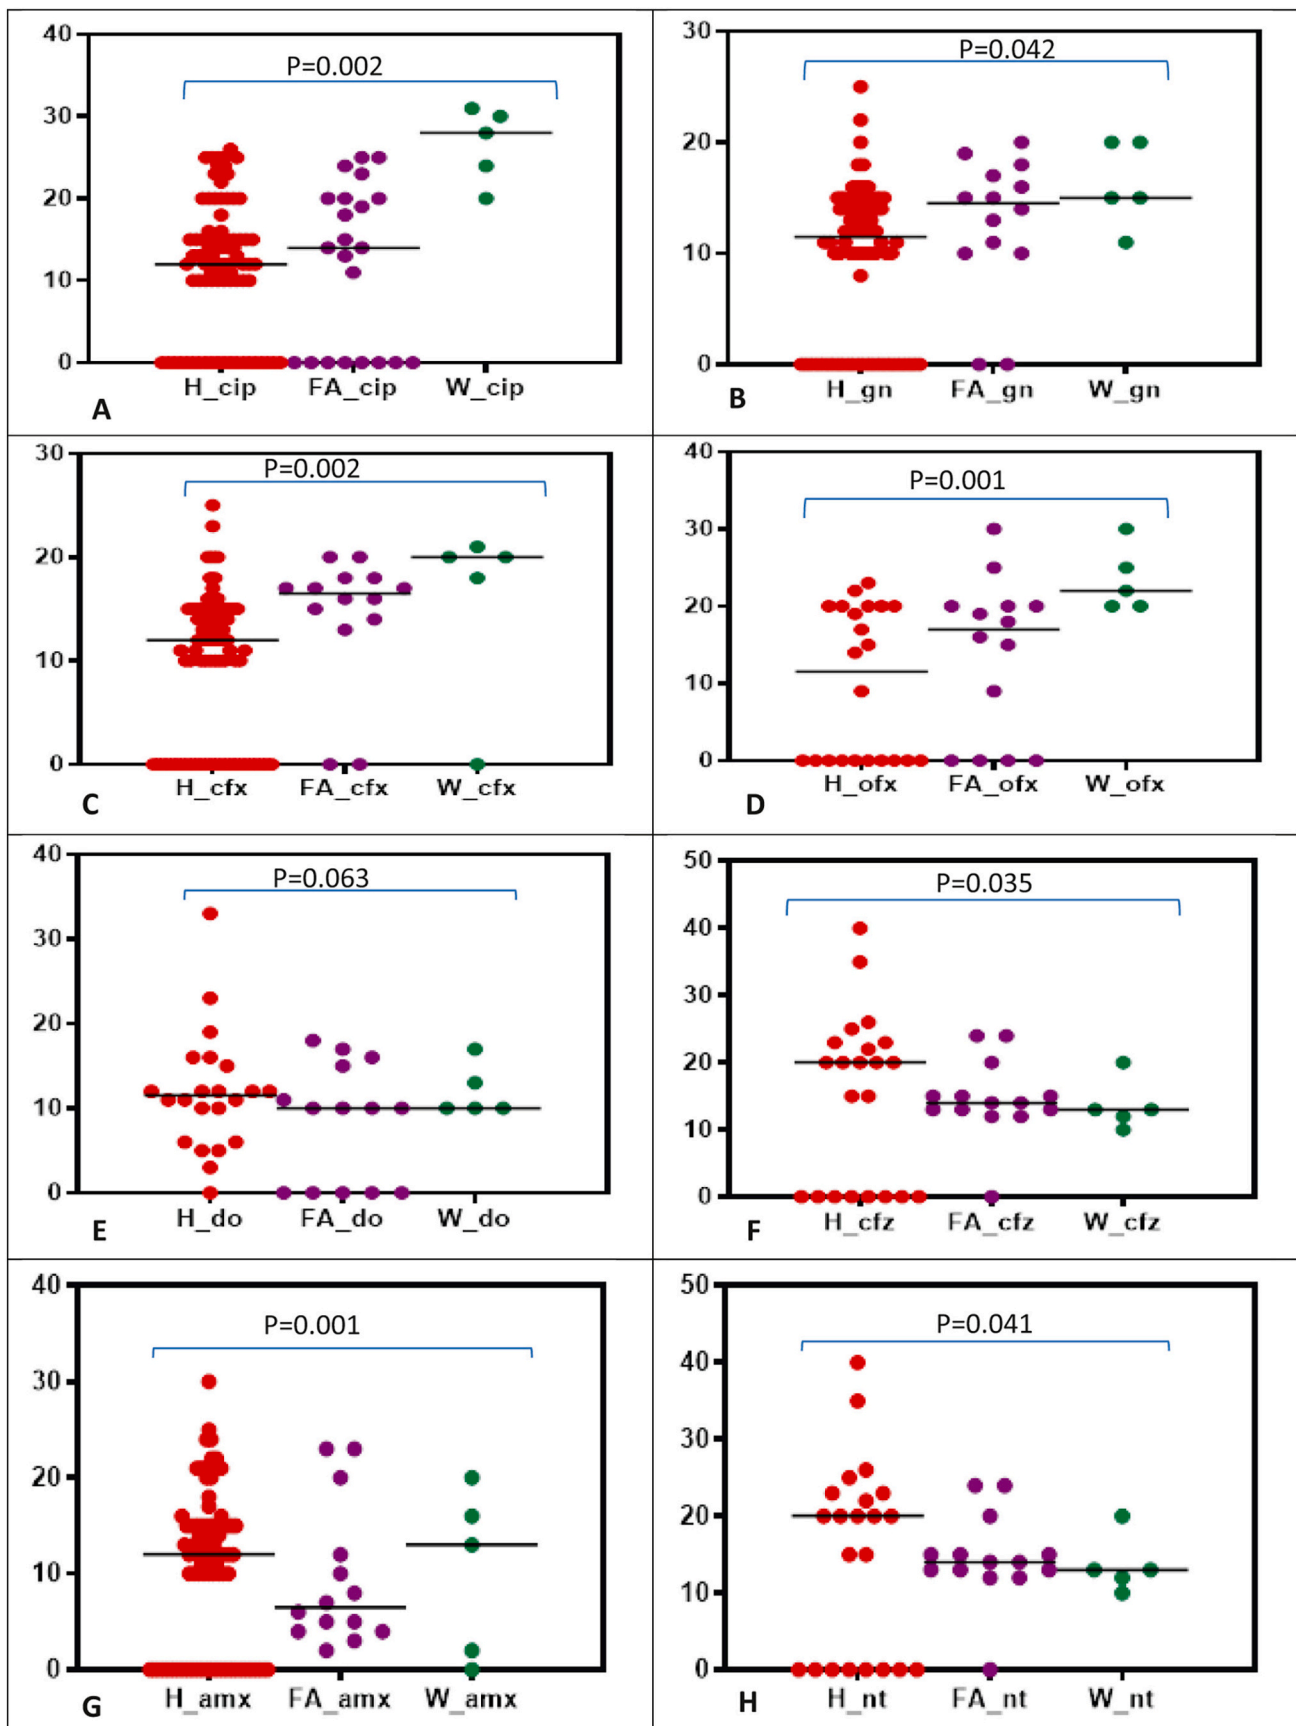 40
P=0.002
30
20
10
0
H_cip FA_cip W_cip
A
30
P=0.042
20
10
0
H_gn FA_gn W_gn
B
30
P=0.002
20
10
0
H_cfx FA_cfx W_cfx
C
40
P=0.001
30
20
10
0
H_ofx FA_ofx W_ofx
D
40
P=0.063
30
20
10
0
H_do FA_do W_do
E
50
P=0.035
40
30
20
10
0
H_cfz FA_cfz W_cfz
F
40
P=0.001
30
20
10
0
H_amx FA_amx W_amx
G
50
P=0.041
40
30
20
10
0
H_nt FA_nt W_nt
H